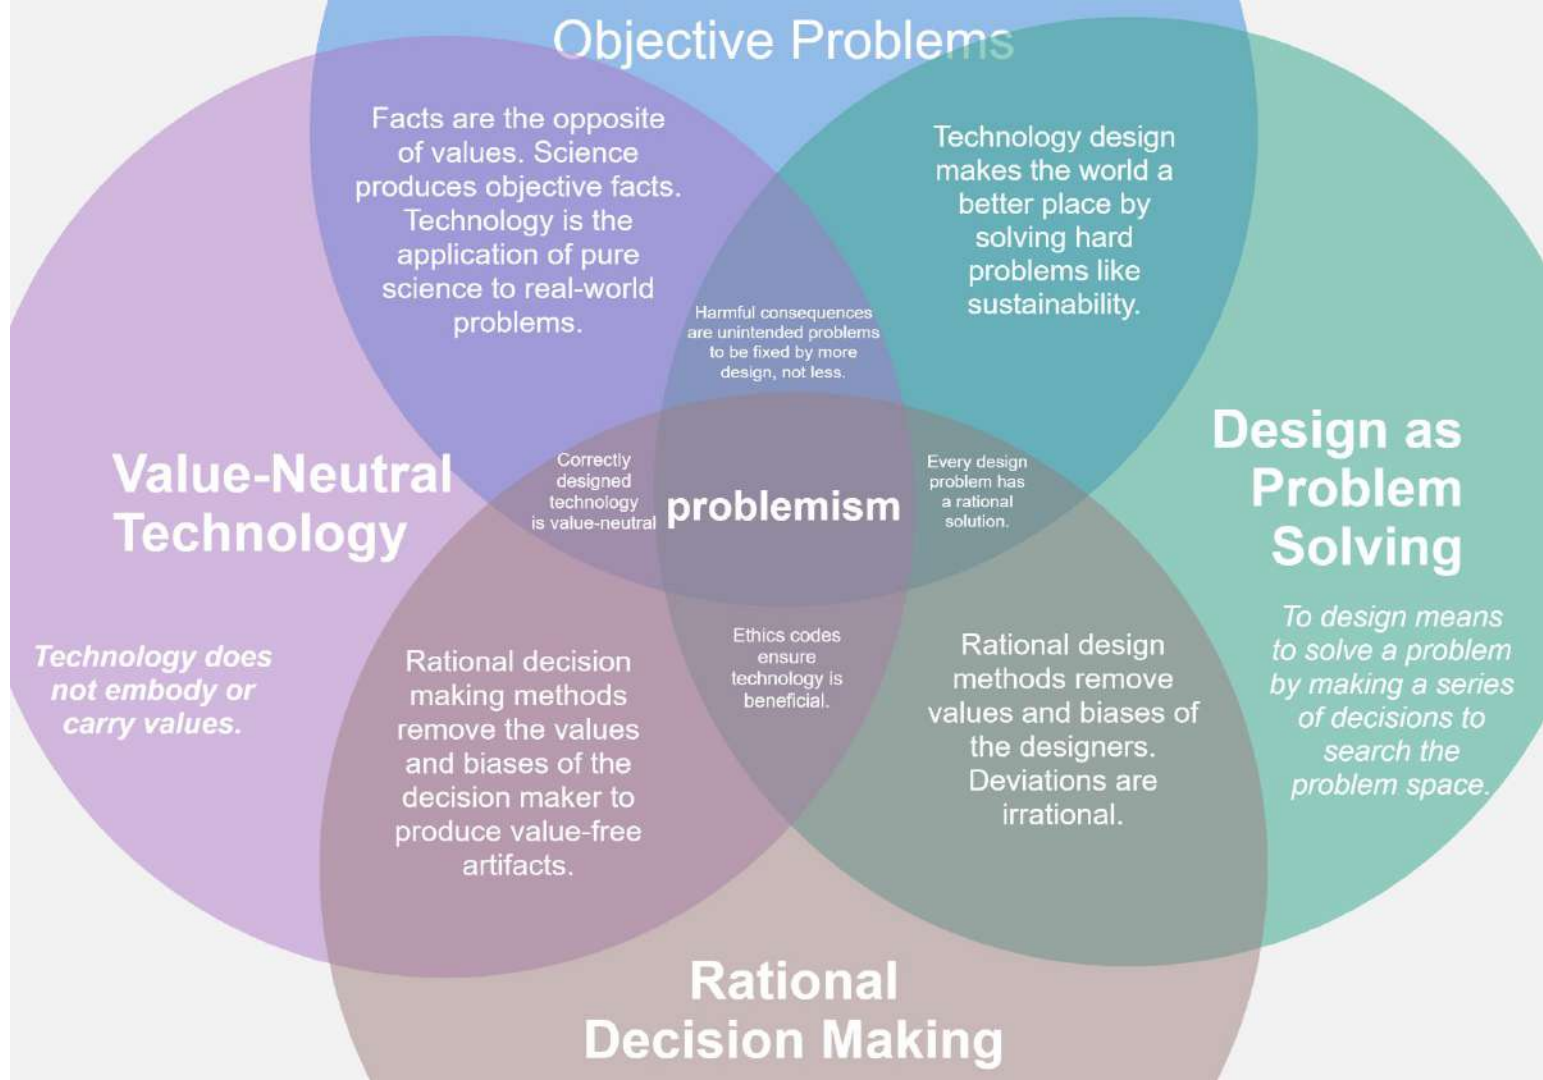 Objective Problems
Facts are the opposite
of values. Science
produces objective facts.
Technology is the
application of pure
science to real-world
problems.
Technology design
makes the world a
better place by
solving hard
problems like
sustainability.
Harmful consequences
are unintended problems
to be fixed by more
design, not less.
Value-Neutral
Technology
Technology does
not embody or
carry values.
Correctly
designed
technology
is value-neutral
problemism
Every design
problem has
a rational
solution.
Design as
Problem
Solving
To design means
to solve a problem
by making a series
of decisions to
search the
problem space.
Rational decision
making methods
remove the values
and biases of the
decision maker to
produce value-free
artifacts.
Ethics codes
ensure
technology is
beneficial.
Rational design
methods remove
values and biases of
the designers.
Deviations are
irrational.
Rational
Decision Making